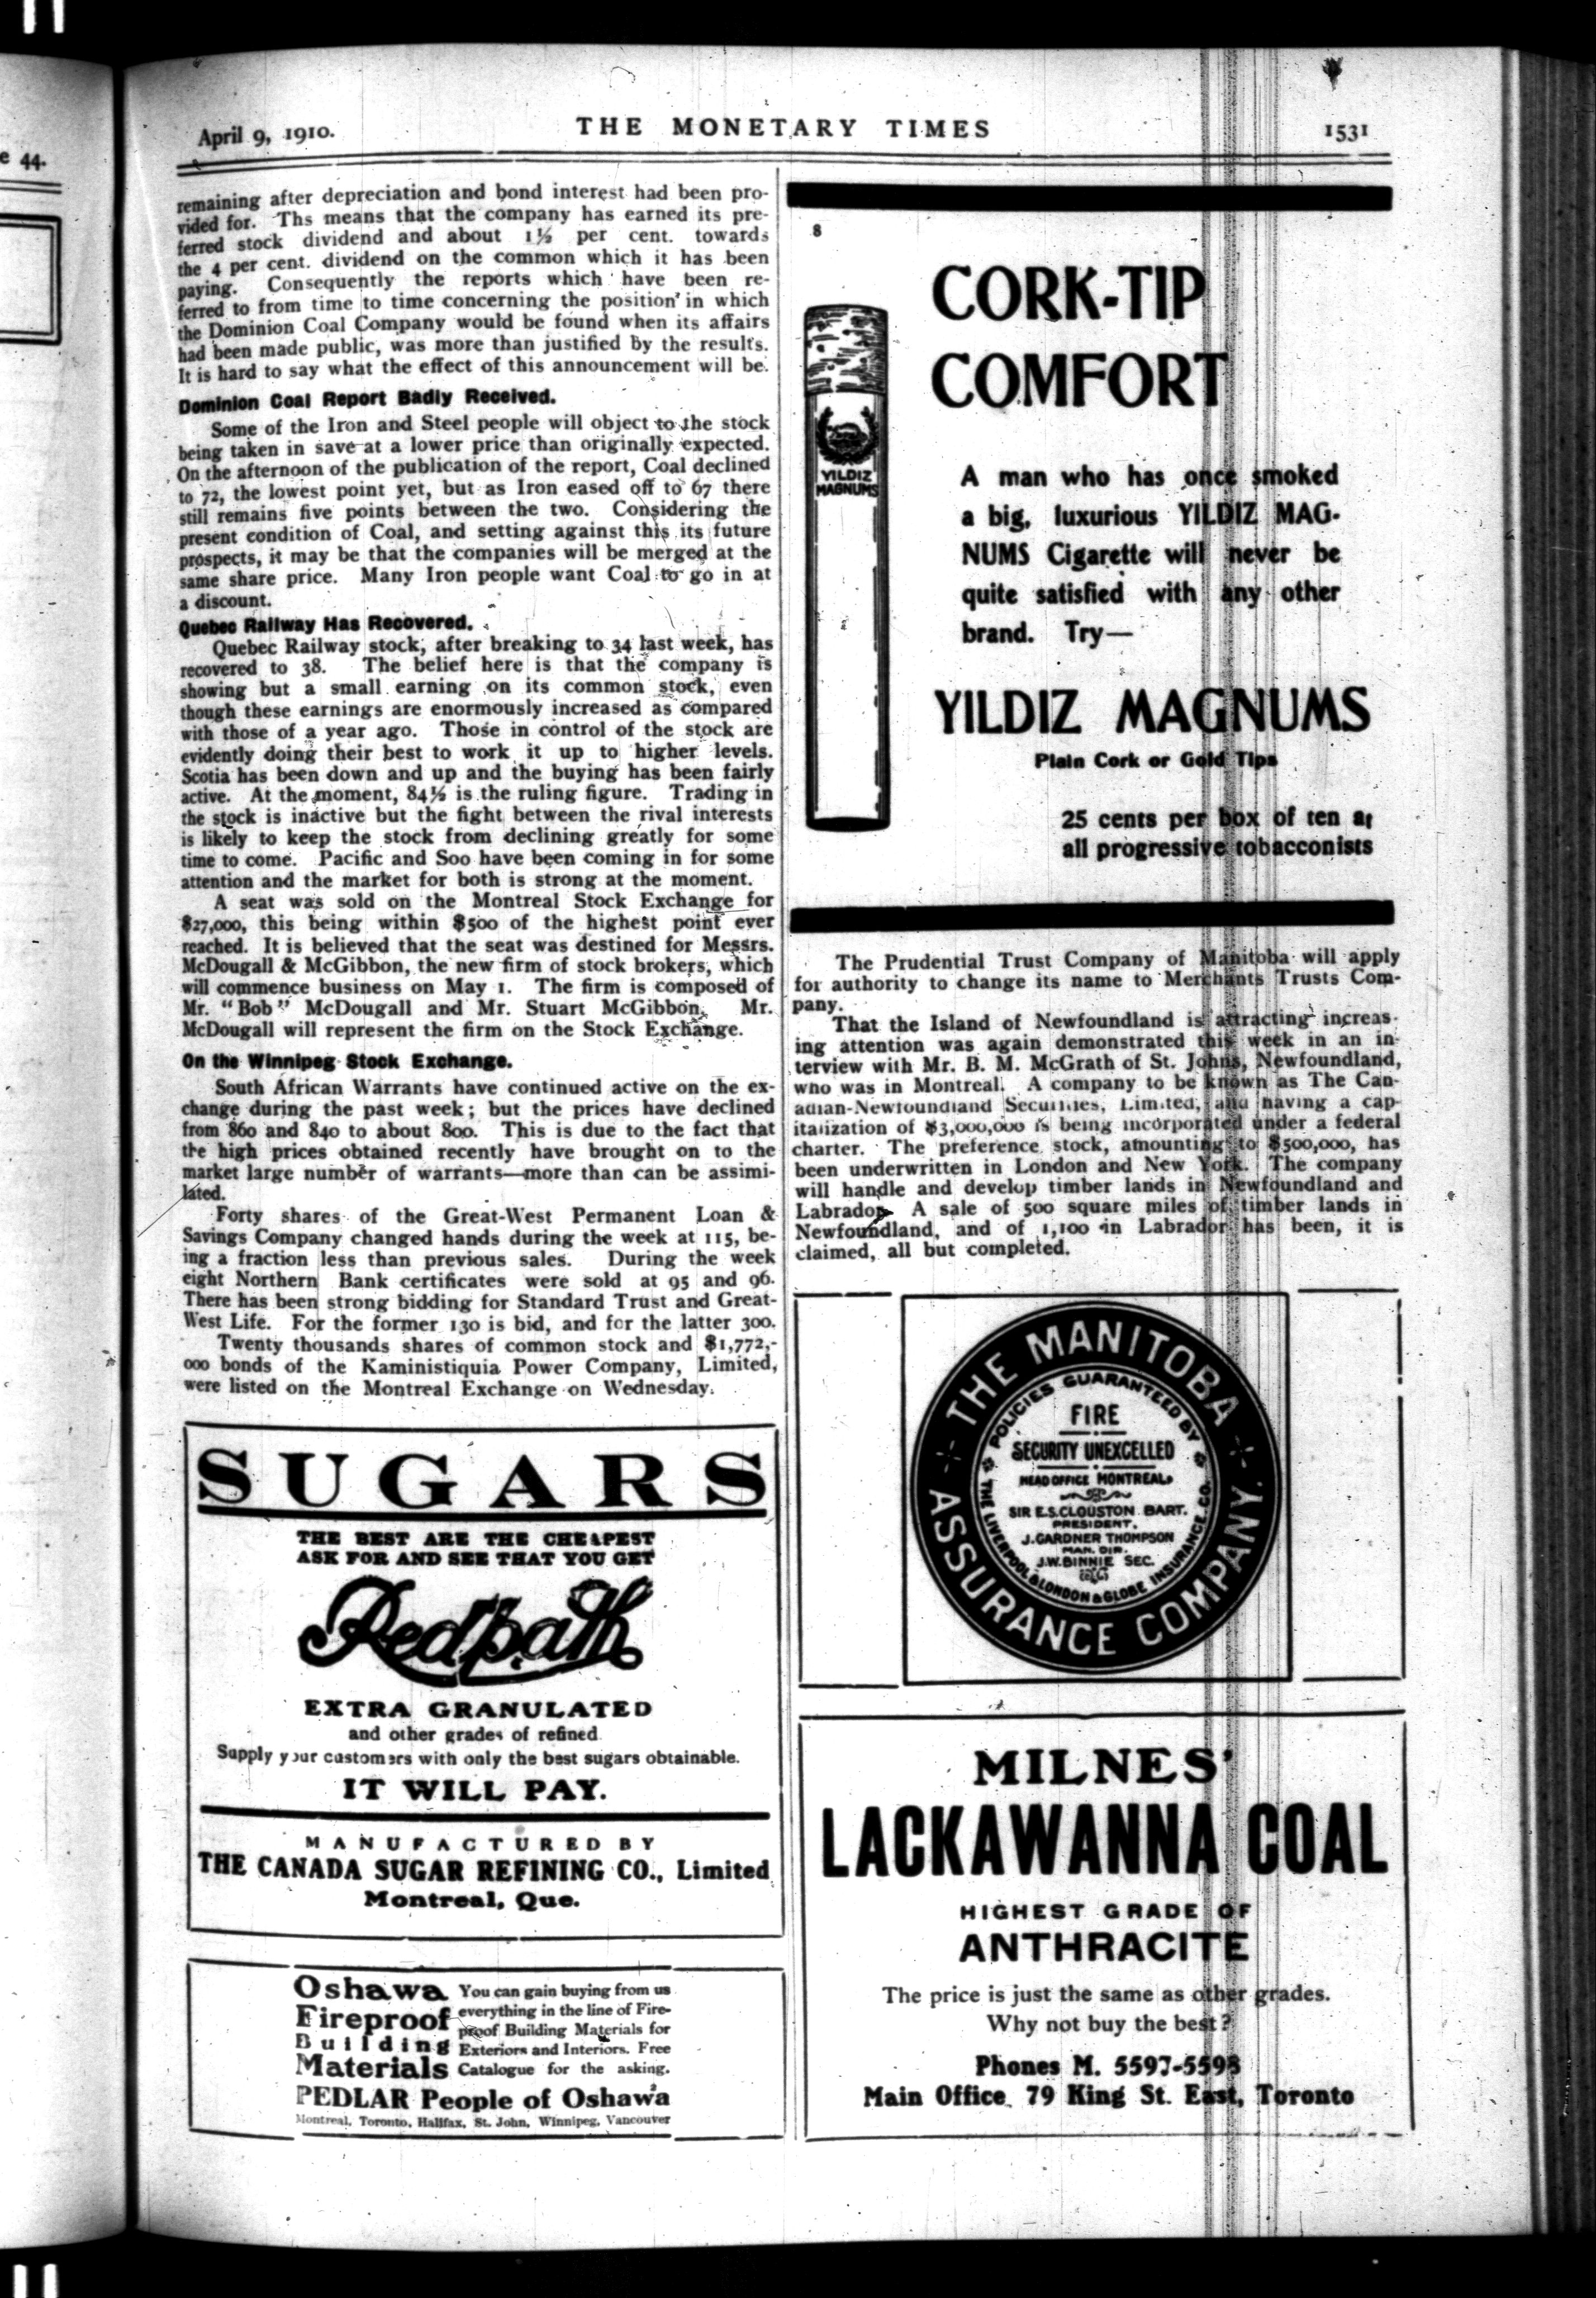 e 44.
April 9, 1910.
THE MONETARY TIMES
1531
remaining after depreciation and bond interest had been pro-
vided for. Ths means that the company has earned its pre-
ferred stock dividend and about 1½ per cent. towards
the 4 per cent. dividend on the common which it has been
paying. Consequently the reports which have been re-
ferred to from time to time concerning the position in which
the Dominion Coal Company would be found when its affairs
had been made public, was more than justified by the results.
It is hard to say what the effect of this announcement will be.
Dominion Coal Report Badly Received.
Some of the Iron and Steel people will object to the stock
being taken in save at a lower price than originally expected.
On the afternoon of the publication of the report, Coal declined
to 72, the lowest point yet, but as Iron eased off to 67 there
still remains five points between the two. Considering the
present condition of Coal, and setting against this its future
prospects, it may be that the companies will be merged at the
same share price. Many Iron people want Coal to go in at
a discount.
Quebec Railway Has Recovered.
Quebec Railway stock, after breaking to 34 last week, has
recovered to 38. The belief here is that the company is
showing but a small earning on its common stock, even
though these earnings are enormously increased as compared
with those of a year ago. Those in control of the stock are
evidently doing their best to work it up to higher levels.
Scotia has been down and up and the buying has been fairly
active. At the moment, 84½ is the ruling figure. Trading in
the stock is inactive but the fight between the rival interests
is likely to keep the stock from declining greatly for some
time to come. Pacific and Soo have been coming in for some
attention and the market for both is strong at the moment.
A seat was sold on the Montreal Stock Exchange for
$27,000, this being within $500 of the highest point ever
reached. It is believed that the seat was destined for Messrs.
McDougall & McGibbon, the new firm of stock brokers, which
will commence business on May 1. The firm is composed of
Mr. "Bob" McDougall and Mr. Stuart McGibbon. Mr.
McDougall will represent the firm on the Stock Exchange.
On the Winnipeg Stock Exchange.
South African Warrants have continued active on the ex-
change during the past week; but the prices have declined
from 860 and 840 to about 800. This is due to the fact that
the high prices obtained recently have brought on to the
market large number of warrants—more than can be assimi-
lated.
Forty shares of the Great-West Permanent Loan &
Savings Company changed hands during the week at 115, be-
ing a fraction less than previous sales. During the week
eight Northern Bank certificates were sold at 95 and 96.
There has been strong bidding for Standard Trust and Great-
West Life. For the former 130 is bid, and for the latter 300.
Twenty thousands shares of common stock and $1,772,-
000 bonds of the Kaministiquia Power Company, Limited,
were listed on the Montreal Exchange on Wednesday.
SUGARS
THE BEST ARE THE CHEAPEST
ASK FOR AND SEE THAT YOU GET
Redpath
EXTRA GRANULATED
and other grades of refined
Supply your customers with only the best sugars obtainable.
IT WILL PAY.
MANUFACTURED BY
THE CANADA SUGAR REFINING CO., Limited
Montreal, Que.
Oshawa
Fireproof
Building
Materials
You can gain buying from us
everything in the line of Fire-
proof Building Materials for
Exteriors and Interiors. Free
Catalogue for the asking.
PEDLAR People of Oshawa
Montreal, Toronto, Halifax, St. John, Winnipeg, Vancouver
8
YILDIZ
MAGNUMS
CORK-TIP
COMFORT
A man who has once smoked
a big, luxurious YILDIZ MAG-
NUMS Cigarette will never be
quite satisfied with any other
brand. Try—
YILDIZ MAGNUMS
Plain Cork or Gold Tips
25 cents per box of ten at
all progressive tobacconists
The Prudential Trust Company of Manitoba will apply
for authority to change its name to Merchants Trusts Com-
pany.
That the Island of Newfoundland is attracting increas-
ing attention was again demonstrated this week in an in-
terview with Mr. B. M. McGrath of St. Johns, Newfoundland,
who was in Montreal. A company to be known as The Can-
adian-Newfoundland Securities, Limited, and having a cap-
italization of $3,000,000 is being incorporated under a federal
charter. The preference stock, amounting to $500,000, has
been underwritten in London and New York. The company
will handle and develop timber lands in Newfoundland and
Labrador. A sale of 500 square miles of timber lands in
Newfoundland, and of 1,100 in Labrador has been, it is
claimed, all but completed.
THE MANITOBA
ASSURANCE COMPANY.
POLICIES GUARANTEED BY
THE LIVERPOOL & LONDON & GLOBE INSURANCE CO.
FIRE
SECURITY UNEXCELLED
HEAD OFFICE MONTREAL.
SIR E.S. CLOUSTON BART.
PRESIDENT.
J. GARDNER THOMPSON
MAN. DIR.
J.W. BINNIE SEC.
MILNES'
LACKAWANNA COAL
HIGHEST GRADE OF
ANTHRACITE
The price is just the same as other grades.
Why not buy the best?
Phones M. 5597-5598
Main Office, 79 King St. East, Toronto